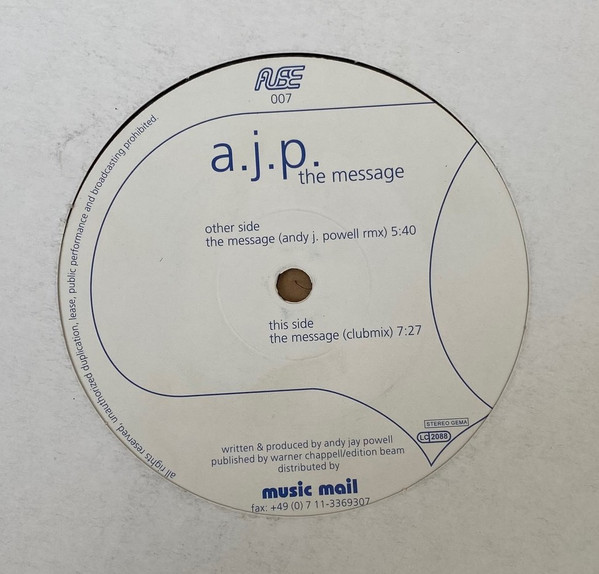 FUSE
007
a.j.p.
the message
other side
the message (andy j. powell rmx) 5:40
this side
the message (clubmix) 7:27
STEREO GEMA
LC 2088
written & produced by andy jay powell
published by warner chappell/edition beam
distributed by
music mail
fax: +49 (0) 7 11-3369307
all rights reserved, unauthorized duplication, lease, public performance and broadcasting prohibited.